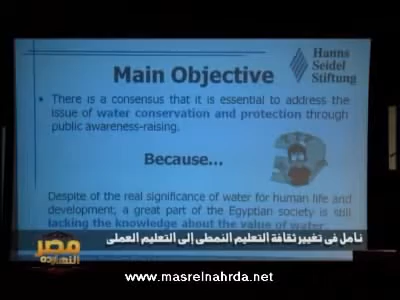 Hanns
Seidel
Stiftung
Main Objective
• There is a consensus that it is essential to address the
issue of water conservation and protection through
public awareness-raising.
Because...
Despite of the real significance of water for human life and
development; a great part of the Egyptian society is still
lacking the knowledge about the value of water.
نأمل فى تغيير ثقافة التعليم النمطى إلى التعليم العملى
مصر
النهارده
www.masrelnahrda.net